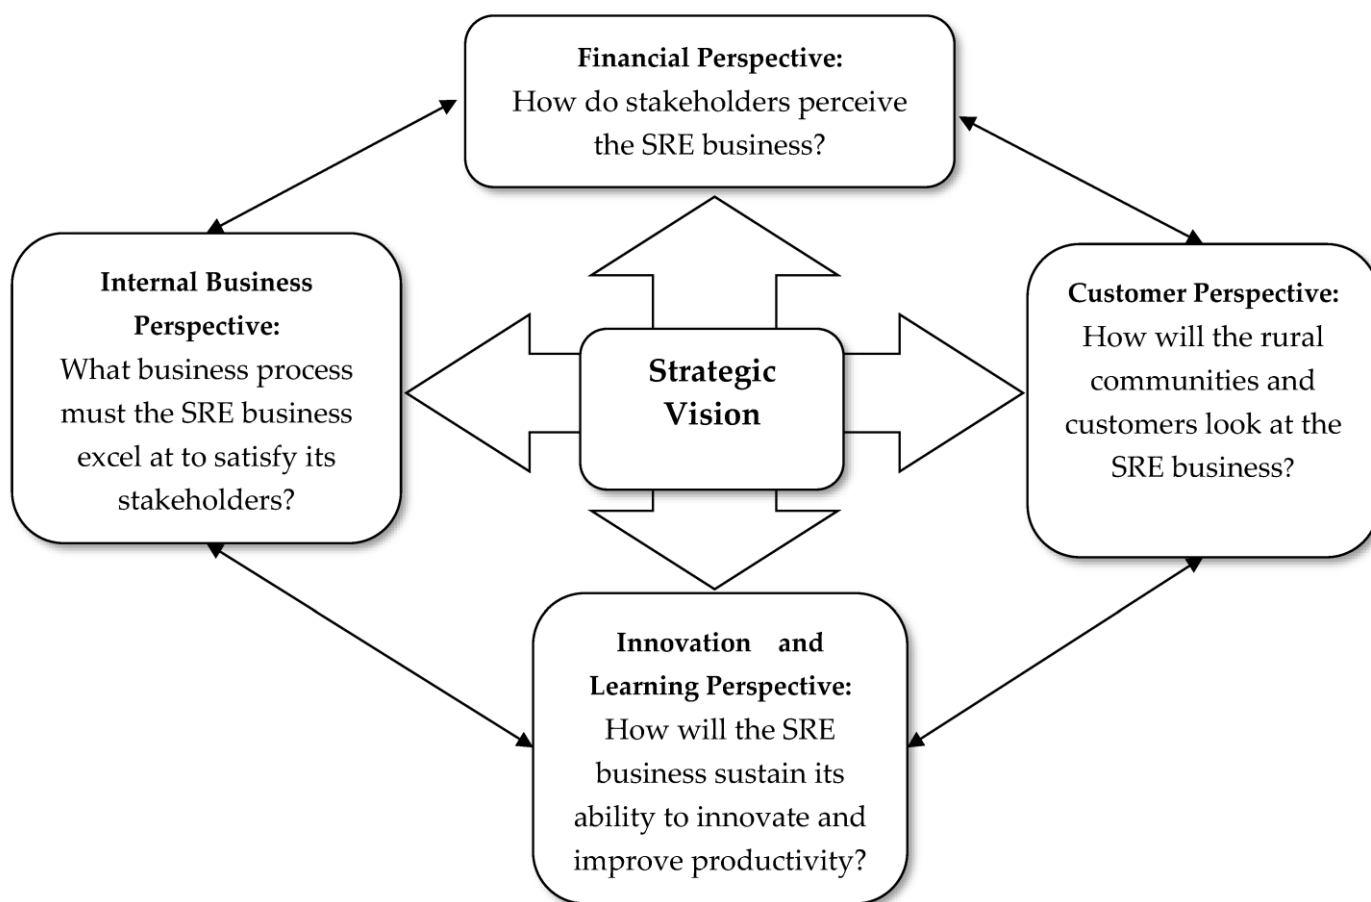 Financial Perspective:
How do stakeholders perceive
the SRE business?
Internal Business
Perspective:
What business process
must the SRE business
excel at to satisfy its
stakeholders?
Strategic
Vision
Customer Perspective:
How will the rural
communities and
customers look at the
SRE business?
Innovation and
Learning Perspective:
How will the SRE
business sustain its
ability to innovate and
improve productivity?